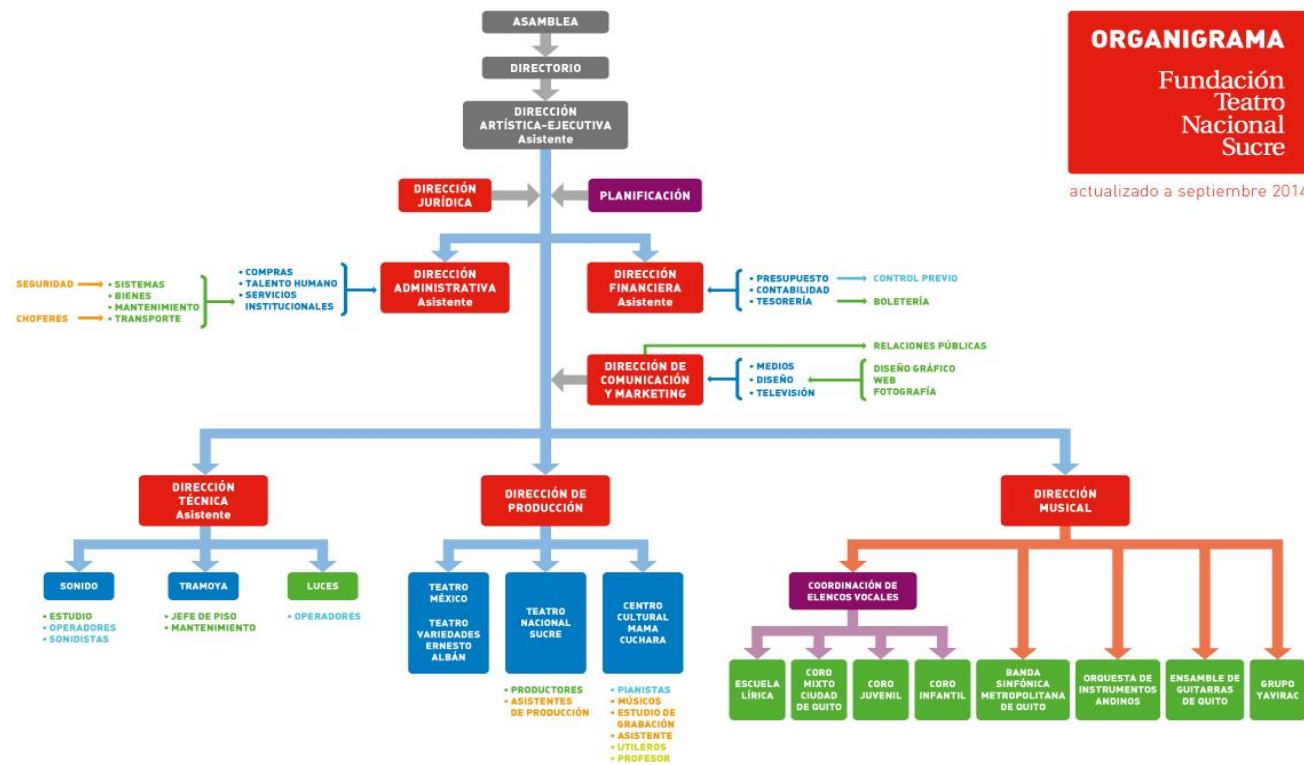 ASAMBLEA
DIRECTORIO
DIRECCIÓN
ARTÍSTICA-EJECUTIVA
Asistente
ORGANIGRAMA
Fundación
Teatro
Nacional
Sucre
actualizado a septiembre 2014
DIRECCIÓN
JURÍDICA
PLANIFICACIÓN
SEGURIDAD
CHOFERES
• SISTEMAS
• BIENES
• MANTENIMIENTO
• TRANSPORTE
• COMPRAS
• TALENTO HUMANO
• SERVICIOS
INSTITUCIONALES
DIRECCIÓN
ADMINISTRATIVA
Asistente
DIRECCIÓN
FINANCIERA
Asistente
• PRESUPUESTO
• CONTABILIDAD
• TESORERÍA
CONTROL PREVIO
BOLETERÍA
DIRECCIÓN DE
COMUNICACIÓN
Y MARKETING
RELACIONES PÚBLICAS
• MEDIOS
• DISEÑO
• TELEVISIÓN
DISEÑO GRÁFICO
WEB
FOTOGRAFÍA
DIRECCIÓN
TÉCNICA
Asistente
DIRECCIÓN DE
PRODUCCIÓN
DIRECCIÓN
MUSICAL
SONIDO
• ESTUDIO
• OPERADORES
• SONIDISTAS
TRAMOYA
• JEFE DE PISO
• MANTENIMIENTO
LUCES
• OPERADORES
TEATRO
MÉXICO
TEATRO
VARIEDADES
ERNESTO
ALBÁN
TEATRO
NACIONAL
SUCRE
• PRODUCTORES
• ASISTENTES
DE PRODUCCIÓN
CENTRO
CULTURAL
MAMA
CUCHARA
• PIANISTAS
• MÚSICOS
• ESTUDIO DE
GRABACIÓN
• ASISTENTE
• UTILEROS
• PROFESOR
COORDINACIÓN DE
ELENCOS VOCALES
ESCUELA
LÍRICA
CORO
MIXTO
CIUDAD
DE QUITO
CORO
JUVENIL
CORO
INFANTIL
BANDA
SINFÓNICA
METROPOLITANA
DE QUITO
ORQUESTA DE
INSTRUMENTOS
ANDINOS
ENSAMBLE DE
GUITARRAS
DE QUITO
GRUPO
YAVIRAC